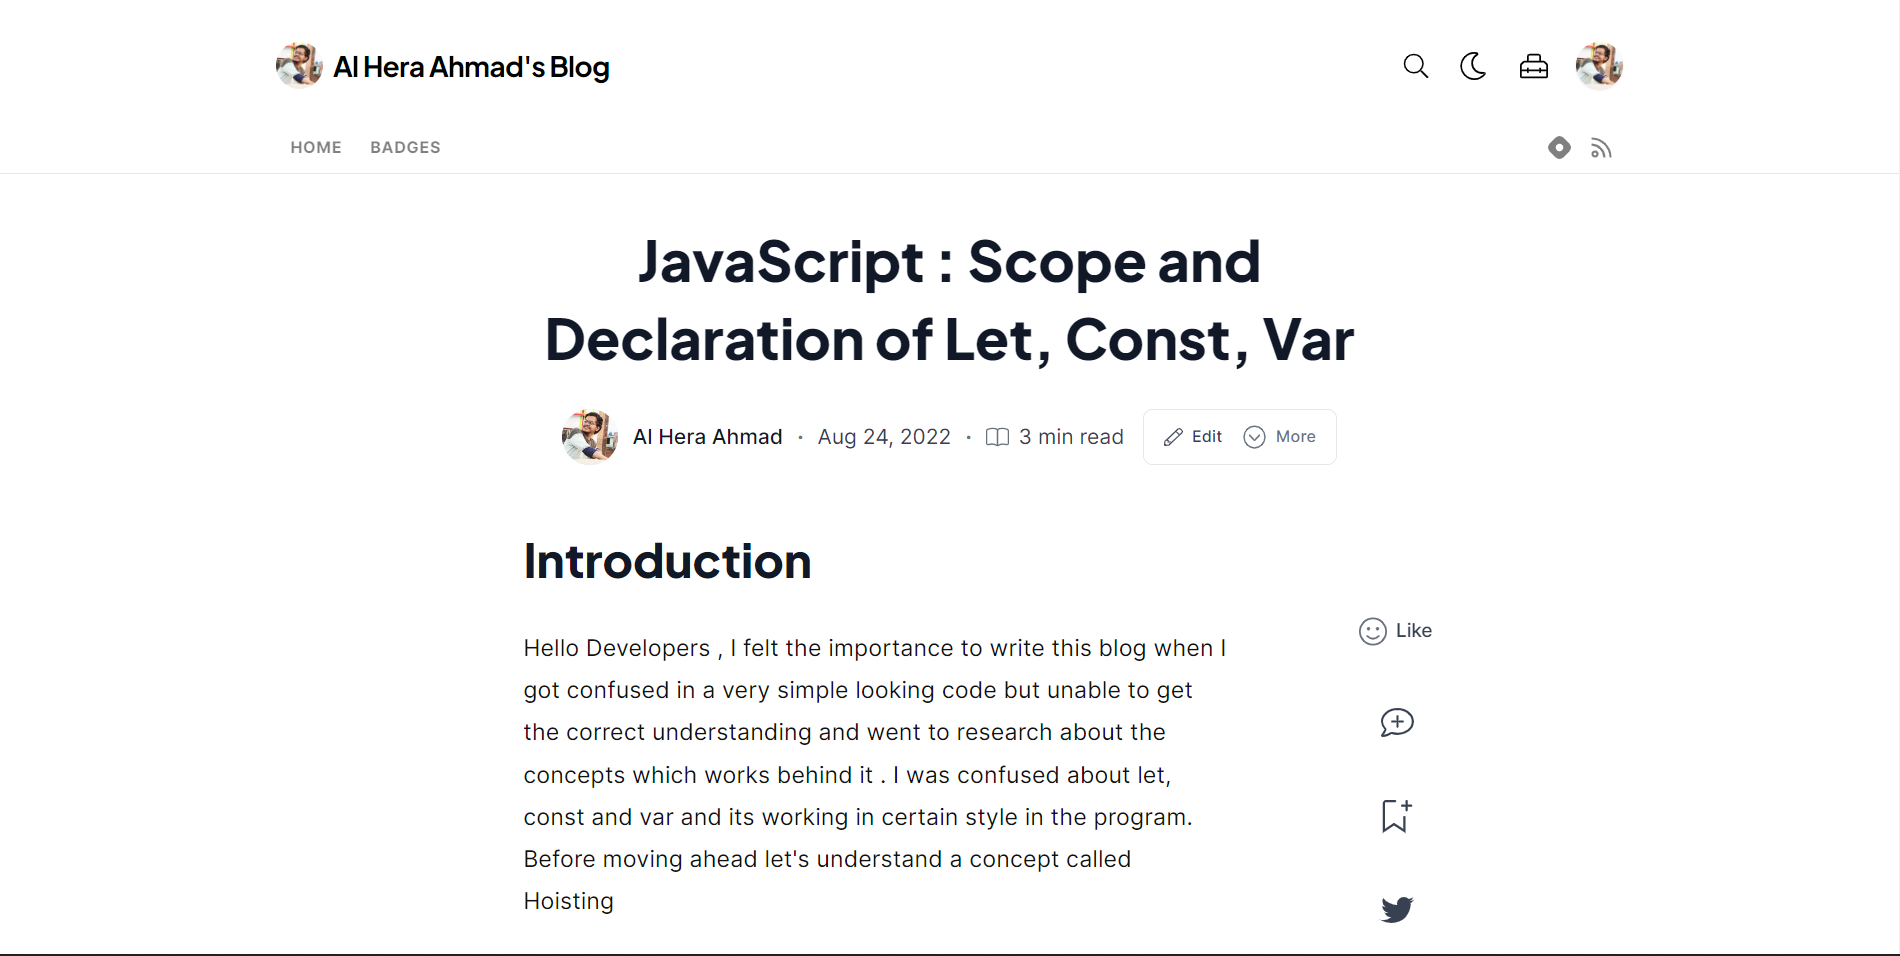 Al Hera Ahmad's Blog
HOME BADGES
JavaScript : Scope and
Declaration of Let, Const, Var
Al Hera Ahmad · Aug 24, 2022 · 3 min read Edit More
Introduction
Hello Developers , I felt the importance to write this blog when I
got confused in a very simple looking code but unable to get
the correct understanding and went to research about the
concepts which works behind it . I was confused about let,
const and var and its working in certain style in the program.
Before moving ahead let's understand a concept called
Hoisting
Like